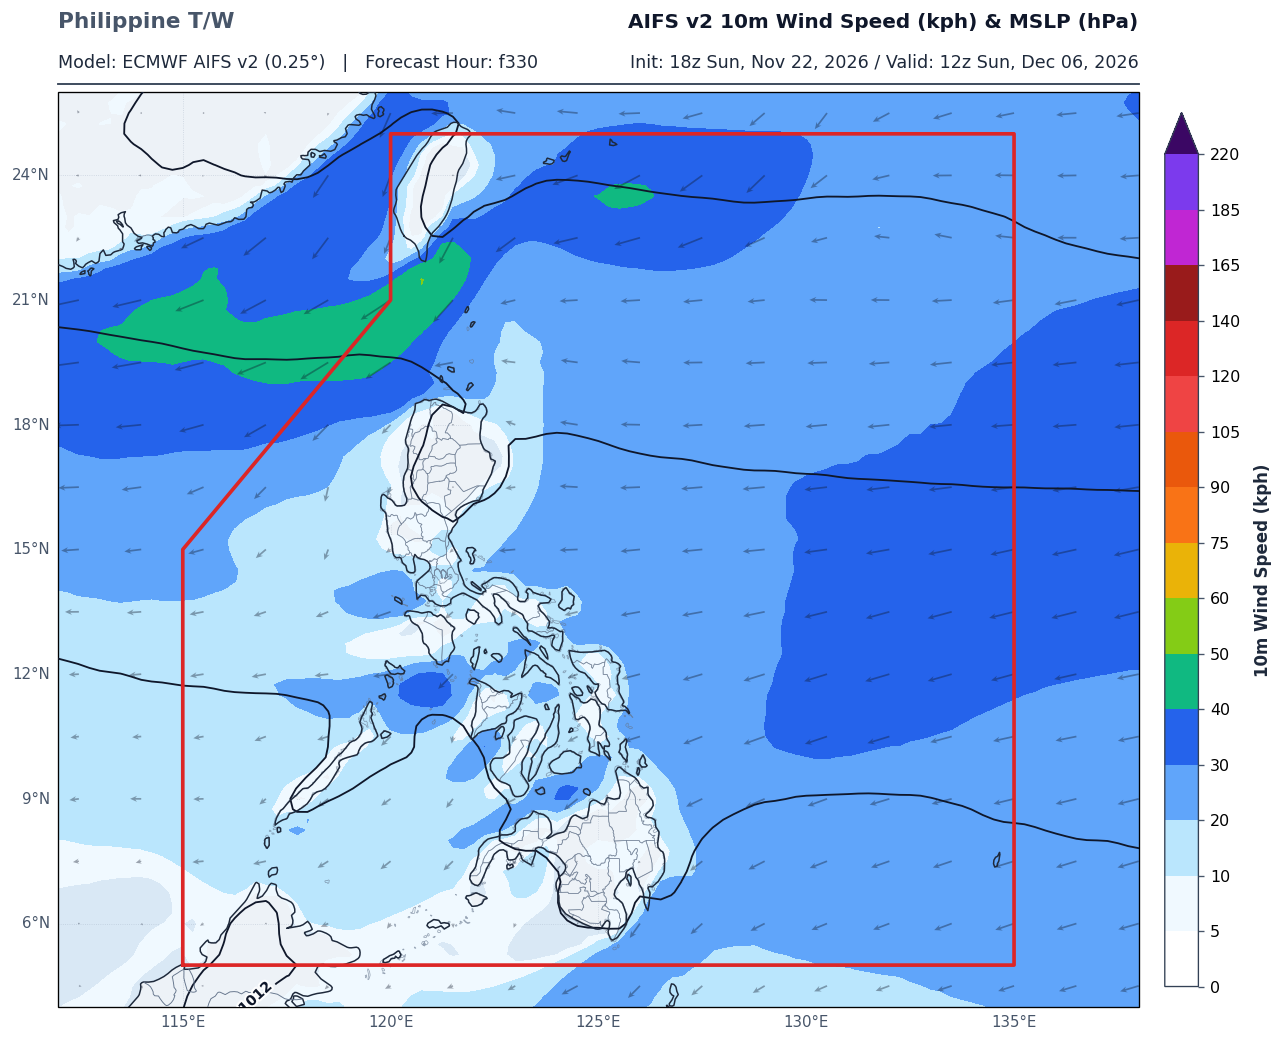 Philippine T/W
AIFS v2 10m Wind Speed (kph) & MSLP (hPa)
Model: ECMWF AIFS v2 (0.25°) | Forecast Hour: f330
Init: 18z Sun, Nov 22, 2026 / Valid: 12z Sun, Dec 06, 2026
24°N
21°N
18°N
15°N
12°N
9°N
6°N
1012
115°E
120°E
125°E
130°E
135°E
220
185
165
140
120
105
90
75
60
50
40
30
20
10
5
0
10m Wind Speed (kph)